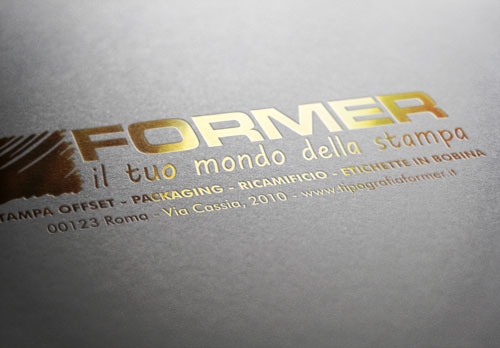 FORMER
il tuo mondo della stampa
STAMPA OFFSET - PACKAGING - RICAMIFICIO - ETICHETTE IN BOBINA
00123 Roma - Via Cassia, 2010 - www.tipografiaformer.it